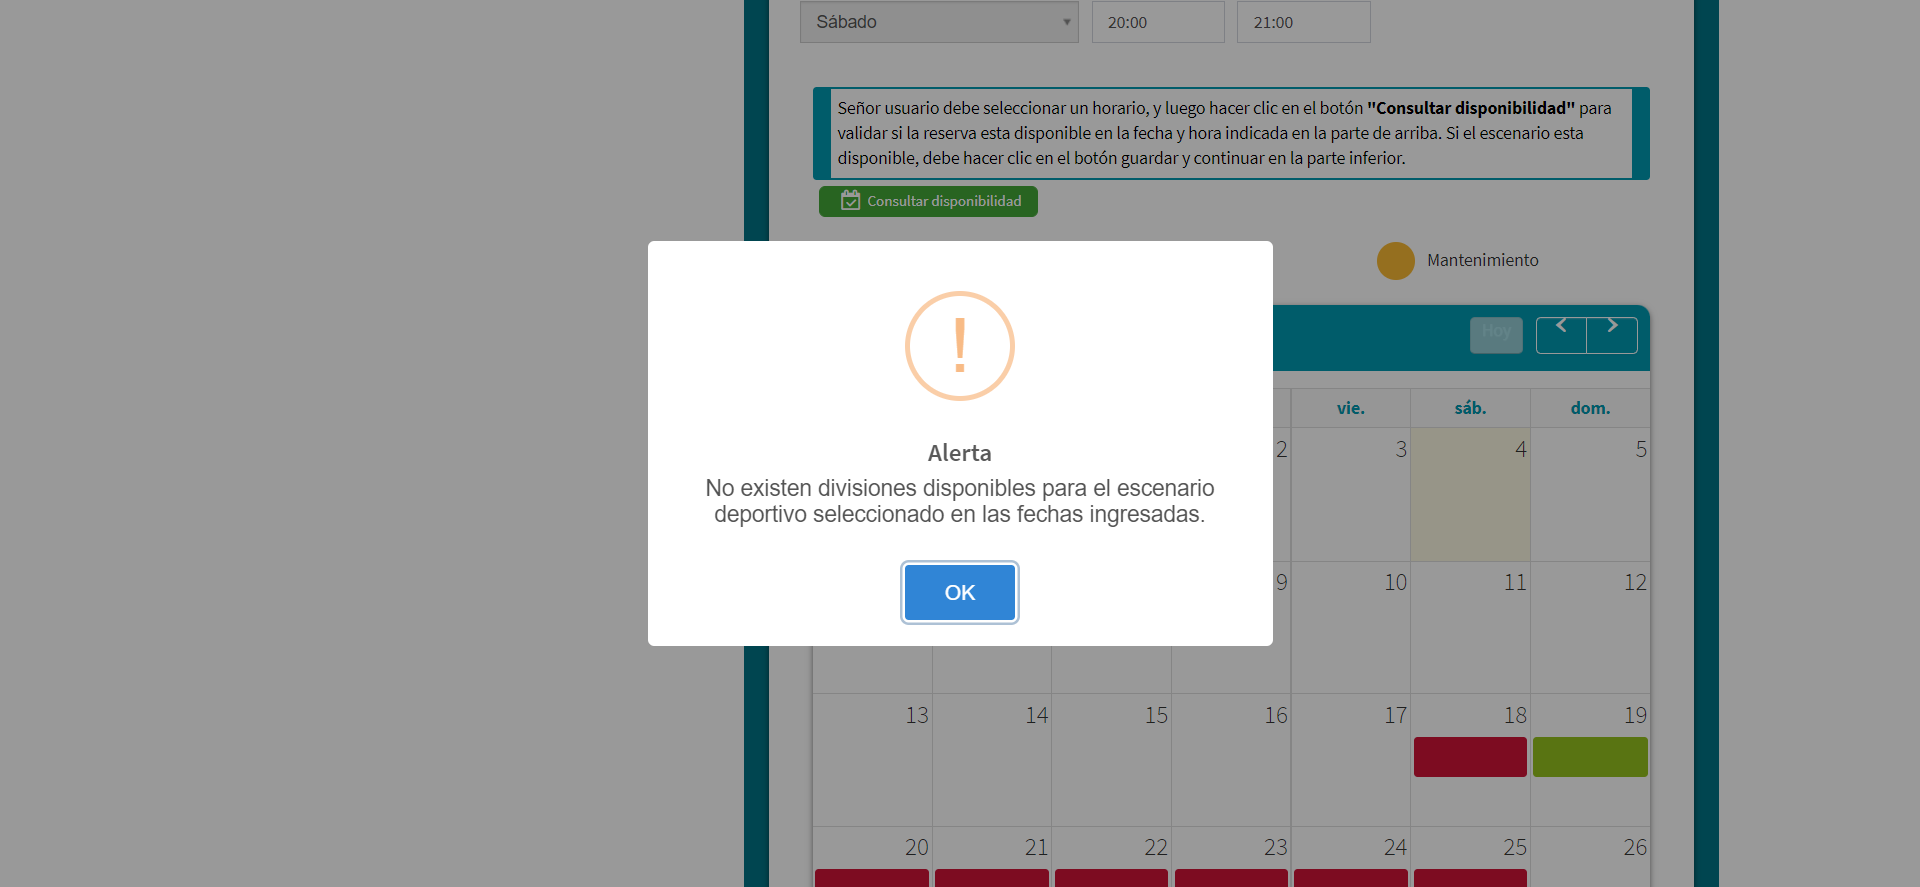 Sábado
20:00
21:00
Señor usuario debe seleccionar un horario, y luego hacer clic en el botón "Consultar disponibilidad" para
validar si la reserva esta disponible en la fecha y hora indicada en la parte de arriba. Si el escenario esta
disponible, debe hacer clic en el botón guardar y continuar en la parte inferior.
Consultar disponibilidad
Mantenimiento
Hoy
Alerta
No existen divisiones disponibles para el escenario
deportivo seleccionado en las fechas ingresadas.
OK
vie. sáb. dom.
2 3 4 5
9 10 11 12
13 14 15 16 17 18 19
20 21 22 23 24 25 26